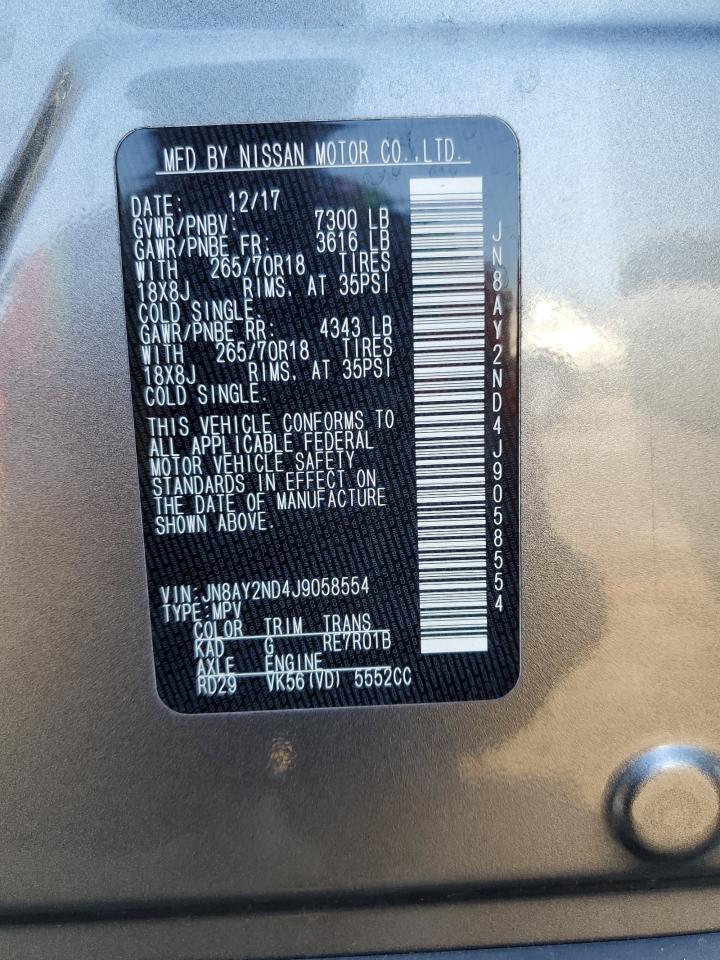 MFD BY NISSAN MOTOR CO.,LTD.
DATE: 12/17
GVWR/PNBV: 7300 LB
GAWR/PNBE FR: 3616 LB
WITH 265/70R18 TIRES
18X8J RIMS, AT 35PSI
COLD SINGLE.
GAWR/PNBE RR: 4343 LB
WITH 265/70R18 TIRES
18X8J RIMS, AT 35PSI
COLD SINGLE.
THIS VEHICLE CONFORMS TO
ALL APPLICABLE FEDERAL
MOTOR VEHICLE SAFETY
STANDARDS IN EFFECT ON
THE DATE OF MANUFACTURE
SHOWN ABOVE.
VIN:JN8AY2ND4J9058554
TYPE:MPV
COLOR TRIM TRANS
KAD G RE7R01B
AXLE ENGINE
RD29 VK56(VD) 5552CC
JN8AY2ND4J9058554